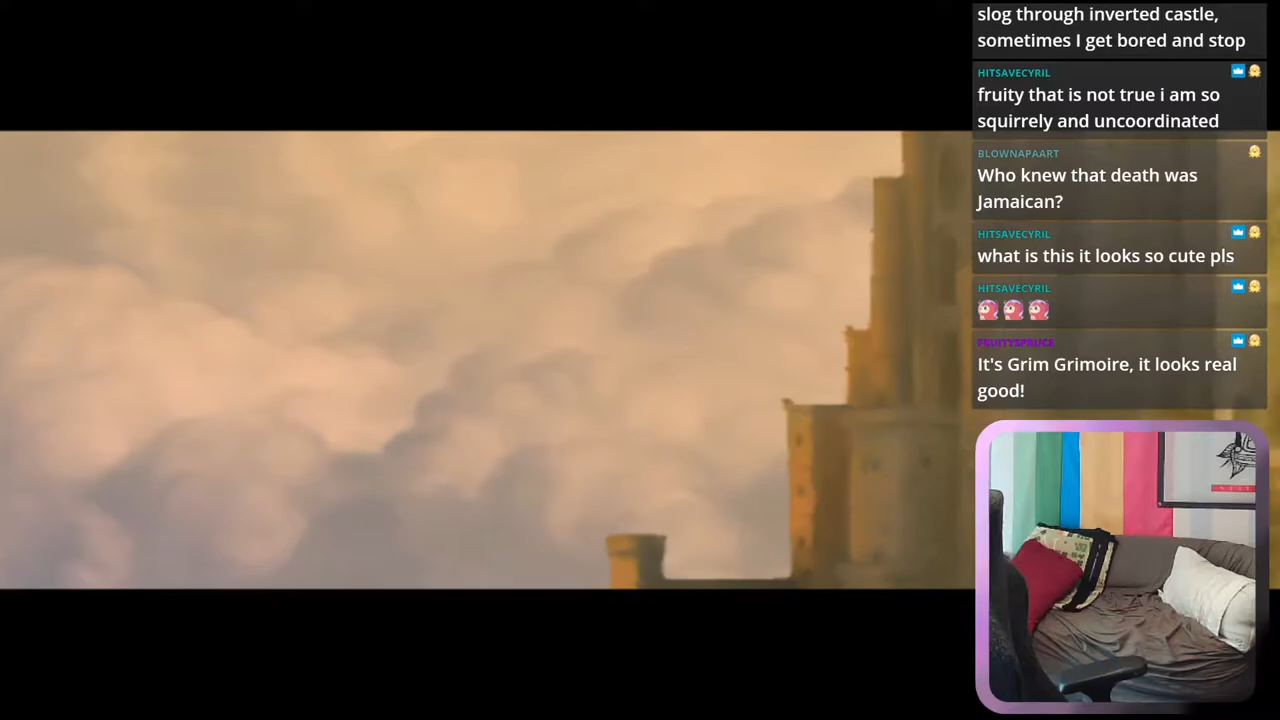 slog through inverted castle,
sometimes I get bored and stop
HITSAVECYRIL
fruity that is not true i am so
squirrely and uncoordinated
BLOWNAPAART
Who knew that death was
Jamaican?
HITSAVECYRIL
what is this it looks so cute pls
HITSAVECYRIL
FRUITYSPRUCE
It's Grim Grimoire, it looks real
good!